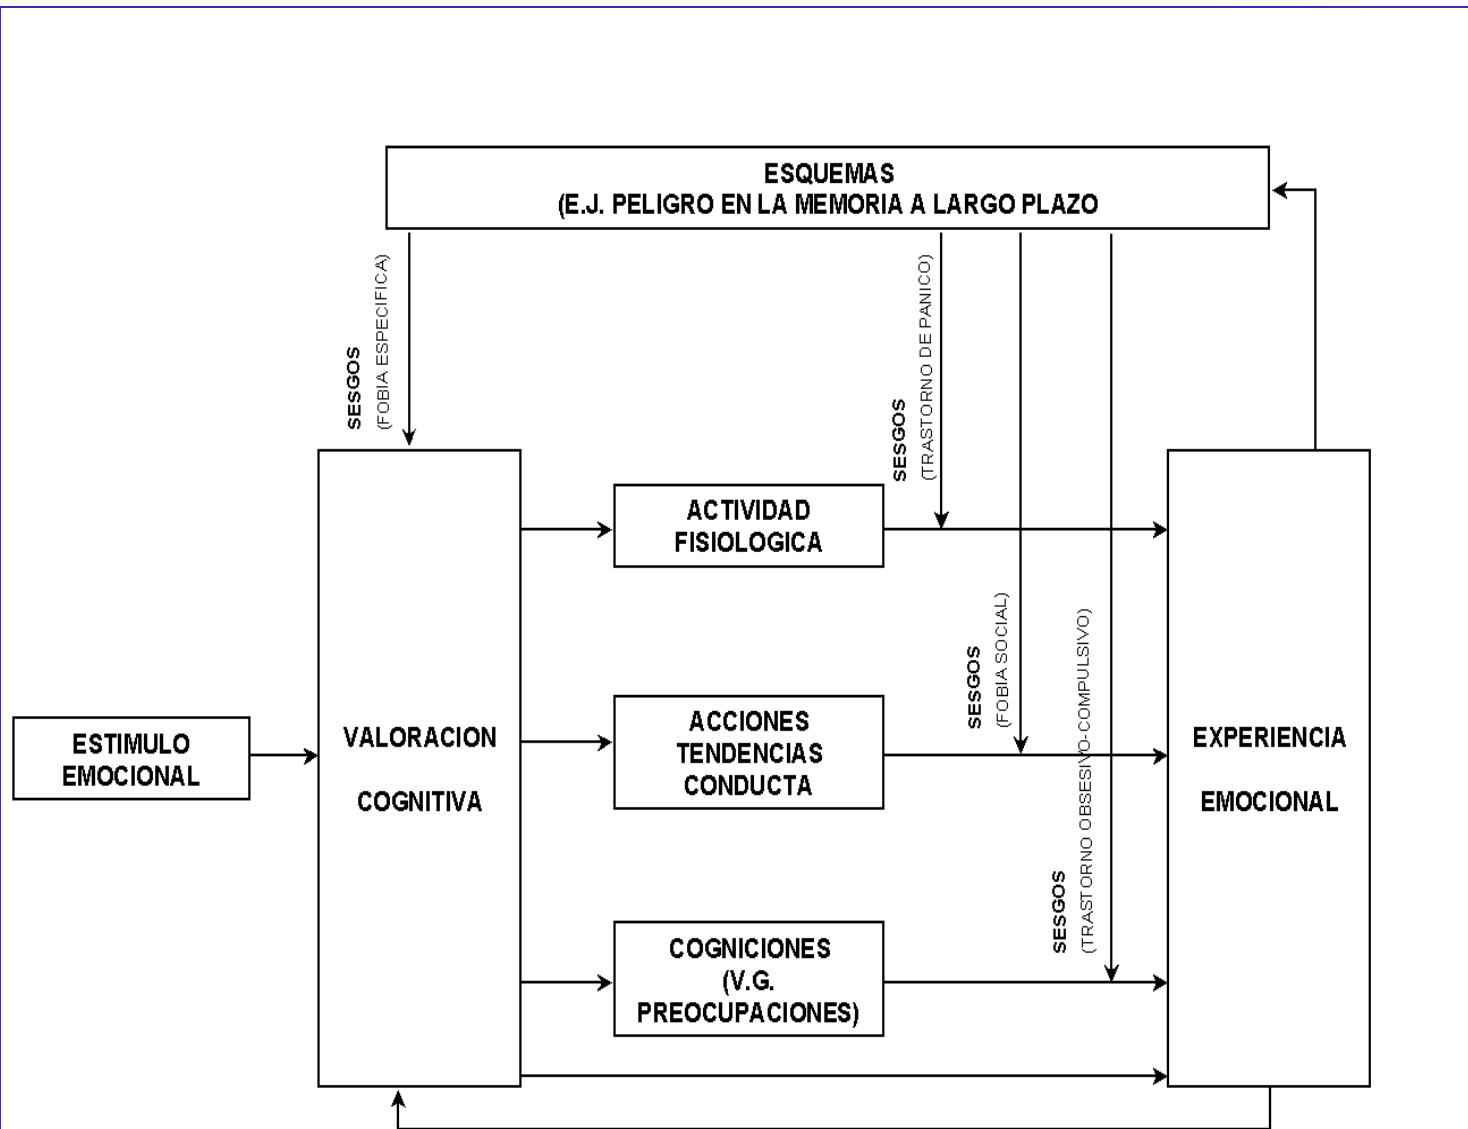 ESQUEMAS
(E.J. PELIGRO EN LA MEMORIA A LARGO PLAZO
SESGOS
(FOBIA ESPECIFICA)
SESGOS
(TRASTORNO DE PANICO)
ACTIVIDAD
FISIOLOGICA
SESGOS
(FOBIA SOCIAL)
ESTIMULO
EMOCIONAL
VALORACION
COGNITIVA
ACCIONES
TENDENCIAS
CONDUCTA
EXPERIENCIA
EMOCIONAL
SESGOS
(TRASTORNO OBSESIVO-COMPULSIVO)
COGNICIONES
(V.G.
PREOCUPACIONES)